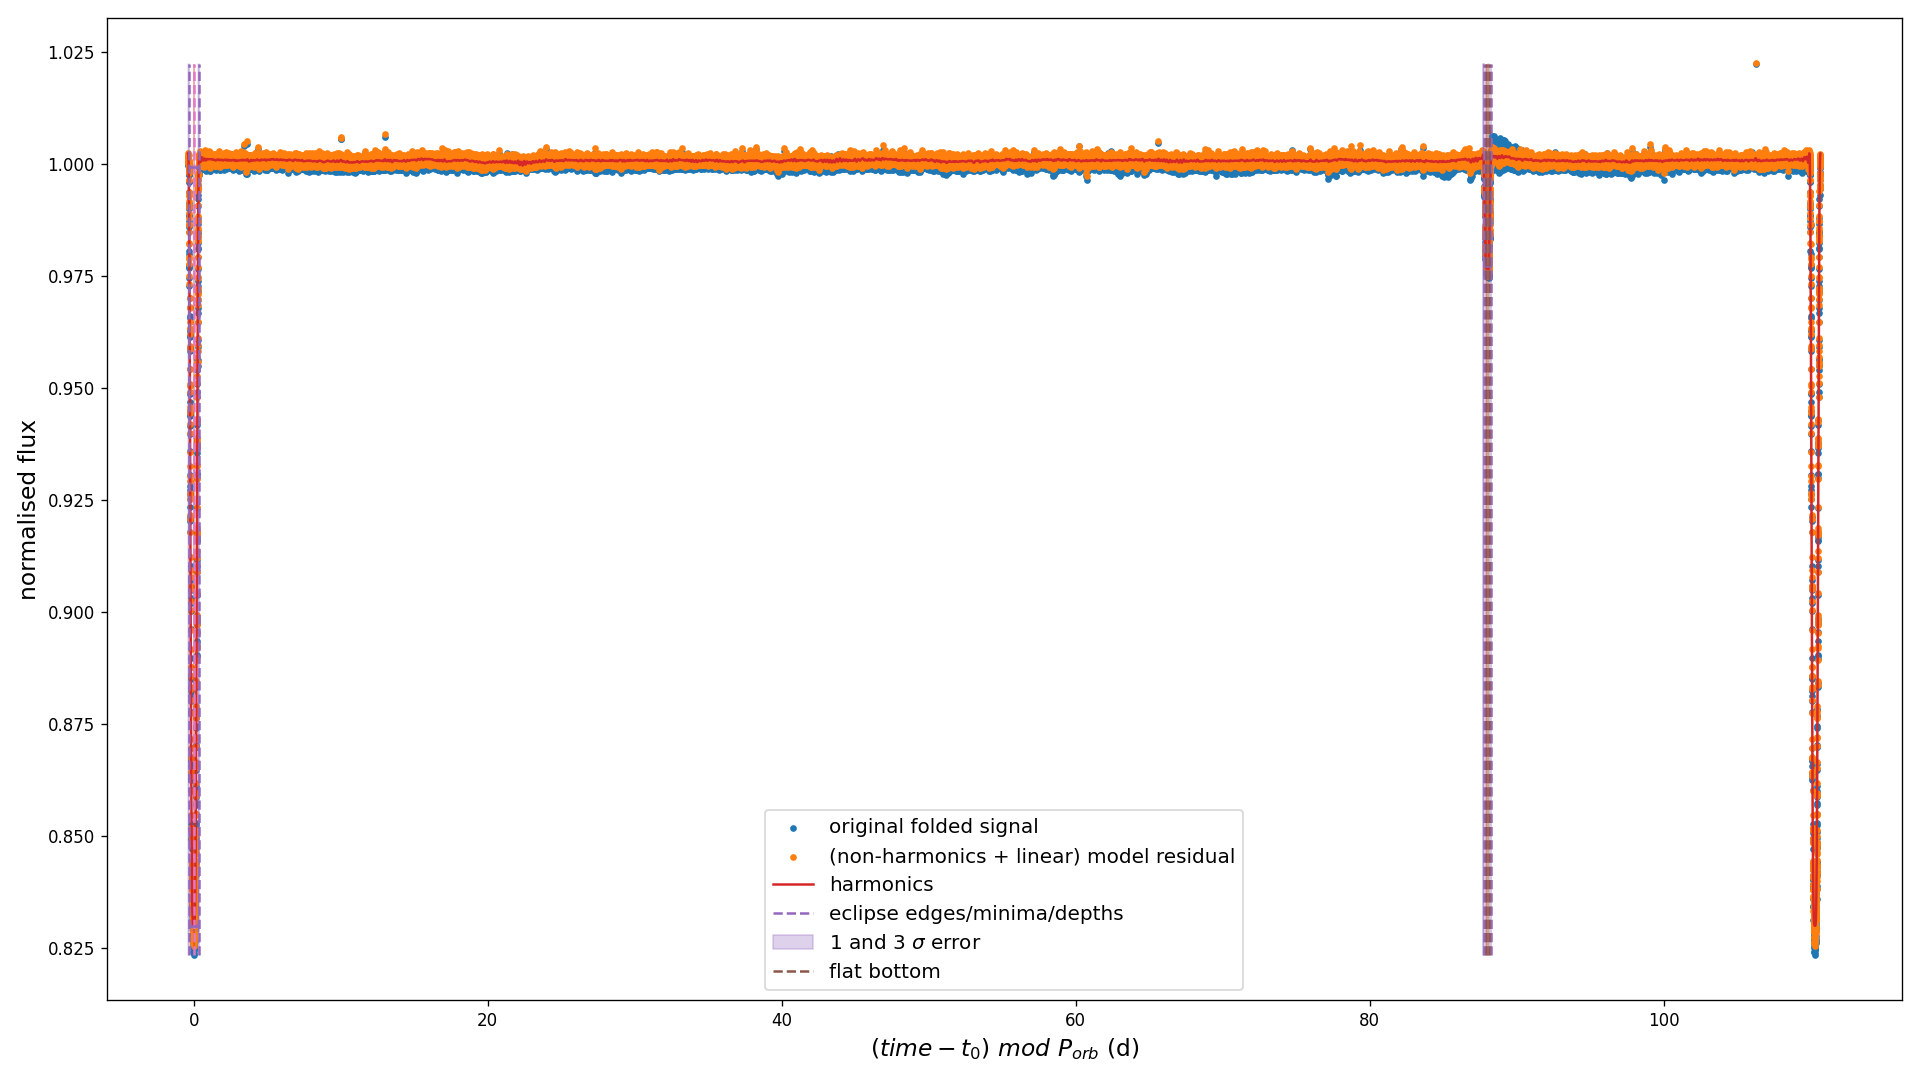 1.025
1.000
0.975
0.950
0.925
0.900
0.875
0.850
0.825
normalised flux
original folded signal
(non-harmonics + linear) model residual
harmonics
eclipse edges/minima/depths
1 and 3 σ error
flat bottom
0 20 40 60 80 100
(time − t₀) mod Pₒᵣb (d)